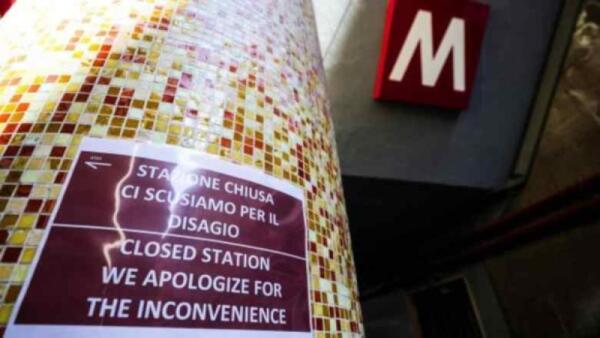 M
STAZIONE CHIUSA
CI SCUSIAMO PER IL
DISAGIO
CLOSED STATION
WE APOLOGIZE FOR
THE INCONVENIENCE